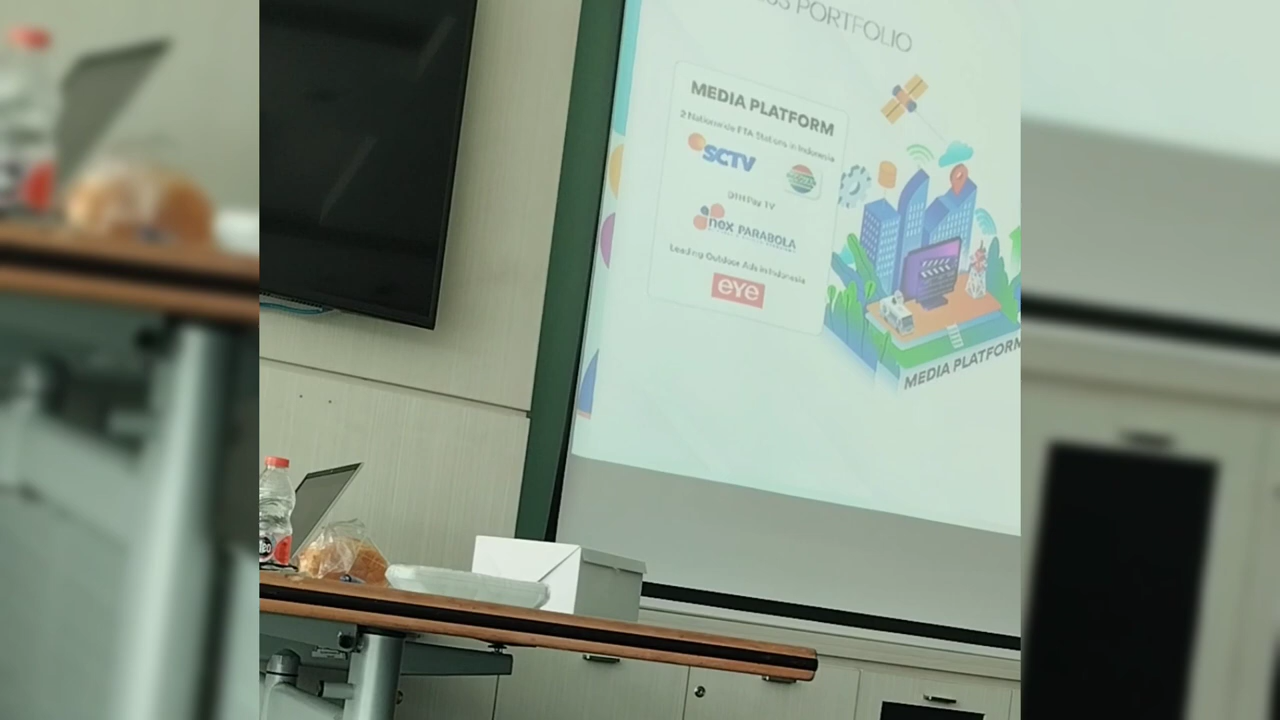 PORTFOLIO
MEDIA PLATFORM
2 Nationwide FTA Stations in Indonesia
SCTV
DTH Pay TV
nex PARABOLA
Leading Outdoor Ads in Indonesia
eye
MEDIA PLATFORM